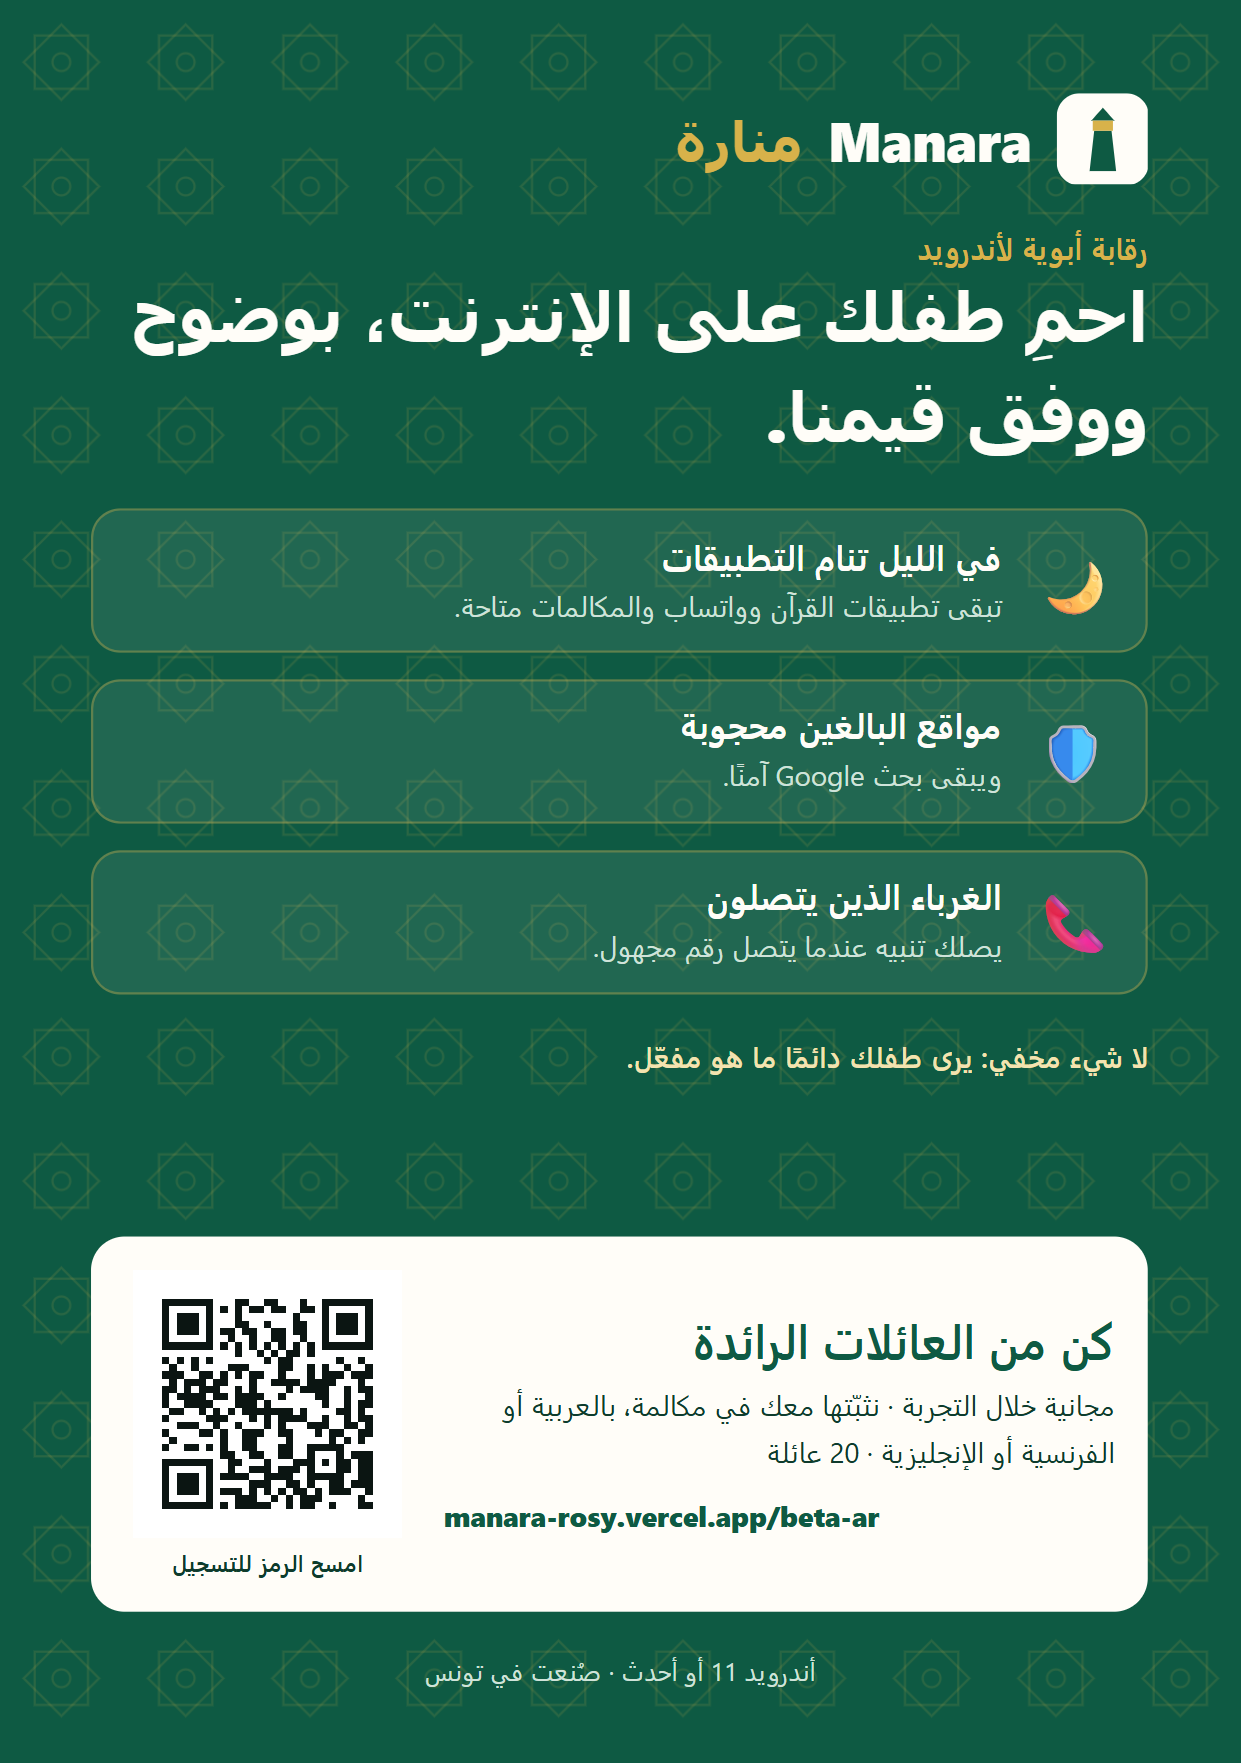 Manara منارة
رقابة أبوية لأندرويد
احمِ طفلك على الإنترنت، بوضوح
ووفق قيمنا.
في الليل تنام التطبيقات
تبقى تطبيقات القرآن وواتساب والمكالمات متاحة.
مواقع البالغين محجوبة
ويبقى بحث Google آمنًا.
الغرباء الذين يتصلون
يصلك تنبيه عندما يتصل رقم مجهول.
لا شيء مخفي: يرى طفلك دائمًا ما هو مفعّل.
كن من العائلات الرائدة
مجانية خلال التجربة · نثبّتها معك في مكالمة، بالعربية أو
الفرنسية أو الإنجليزية · 20 عائلة
manara-rosy.vercel.app/beta-ar
امسح الرمز للتسجيل
أندرويد 11 أو أحدث · صُنعت في تونس